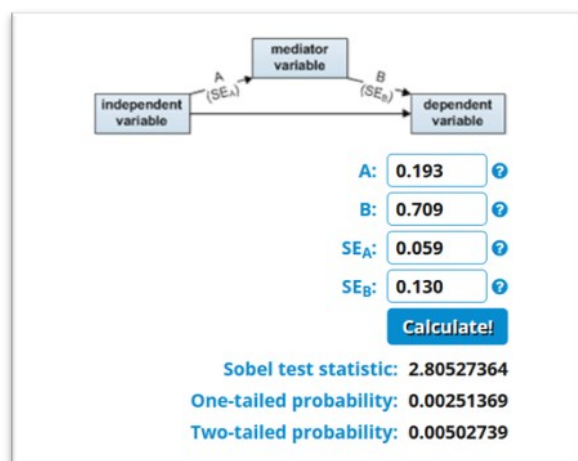 mediator
variable
A
(SEA)
B
(SEB)
independent
variable
dependent
variable
A: 0.193 ?
B: 0.709 ?
SEA: 0.059 ?
SEB: 0.130 ?
Calculate!
Sobel test statistic: 2.80527364
One-tailed probability: 0.00251369
Two-tailed probability: 0.00502739